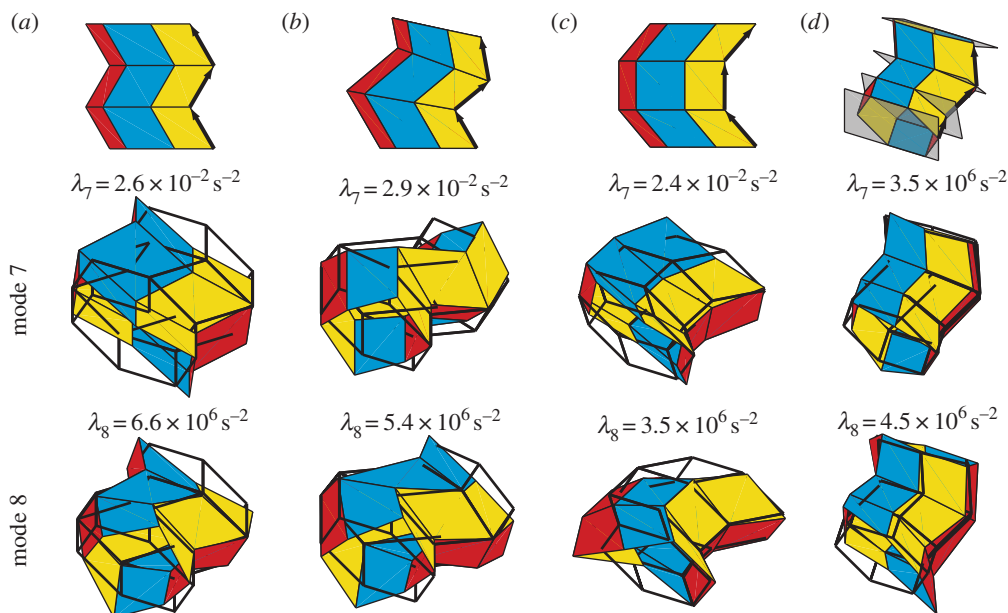 (a) (b) (c) (d)
λ₇ = 2.6 × 10⁻² s⁻² λ₇ = 2.9 × 10⁻² s⁻² λ₇ = 2.4 × 10⁻² s⁻² λ₇ = 3.5 × 10⁶ s⁻²
mode 7
λ₈ = 6.6 × 10⁶ s⁻² λ₈ = 5.4 × 10⁶ s⁻² λ₈ = 3.5 × 10⁶ s⁻² λ₈ = 4.5 × 10⁶ s⁻²
mode 8